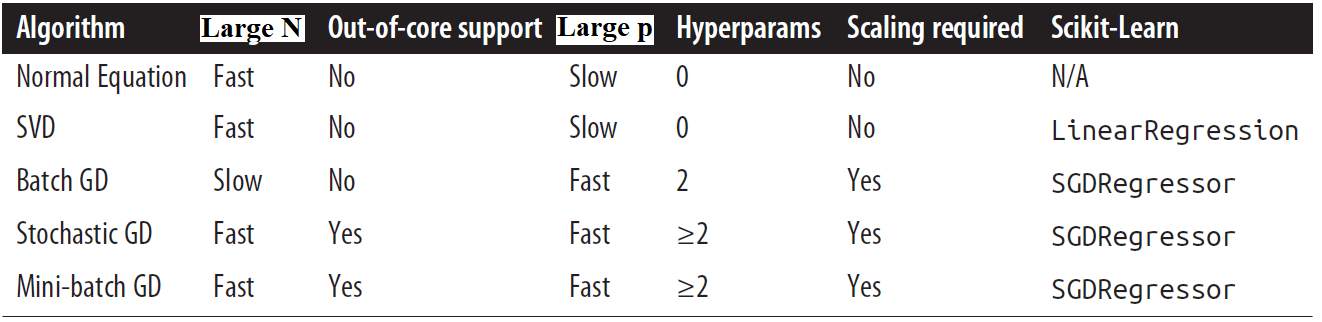 Algorithm Large N Out-of-core support Large p Hyperparams Scaling required Scikit-Learn
Normal Equation Fast No Slow 0 No N/A
SVD Fast No Slow 0 No LinearRegression
Batch GD Slow No Fast 2 Yes SGDRegressor
Stochastic GD Fast Yes Fast ≥2 Yes SGDRegressor
Mini-batch GD Fast Yes Fast ≥2 Yes SGDRegressor